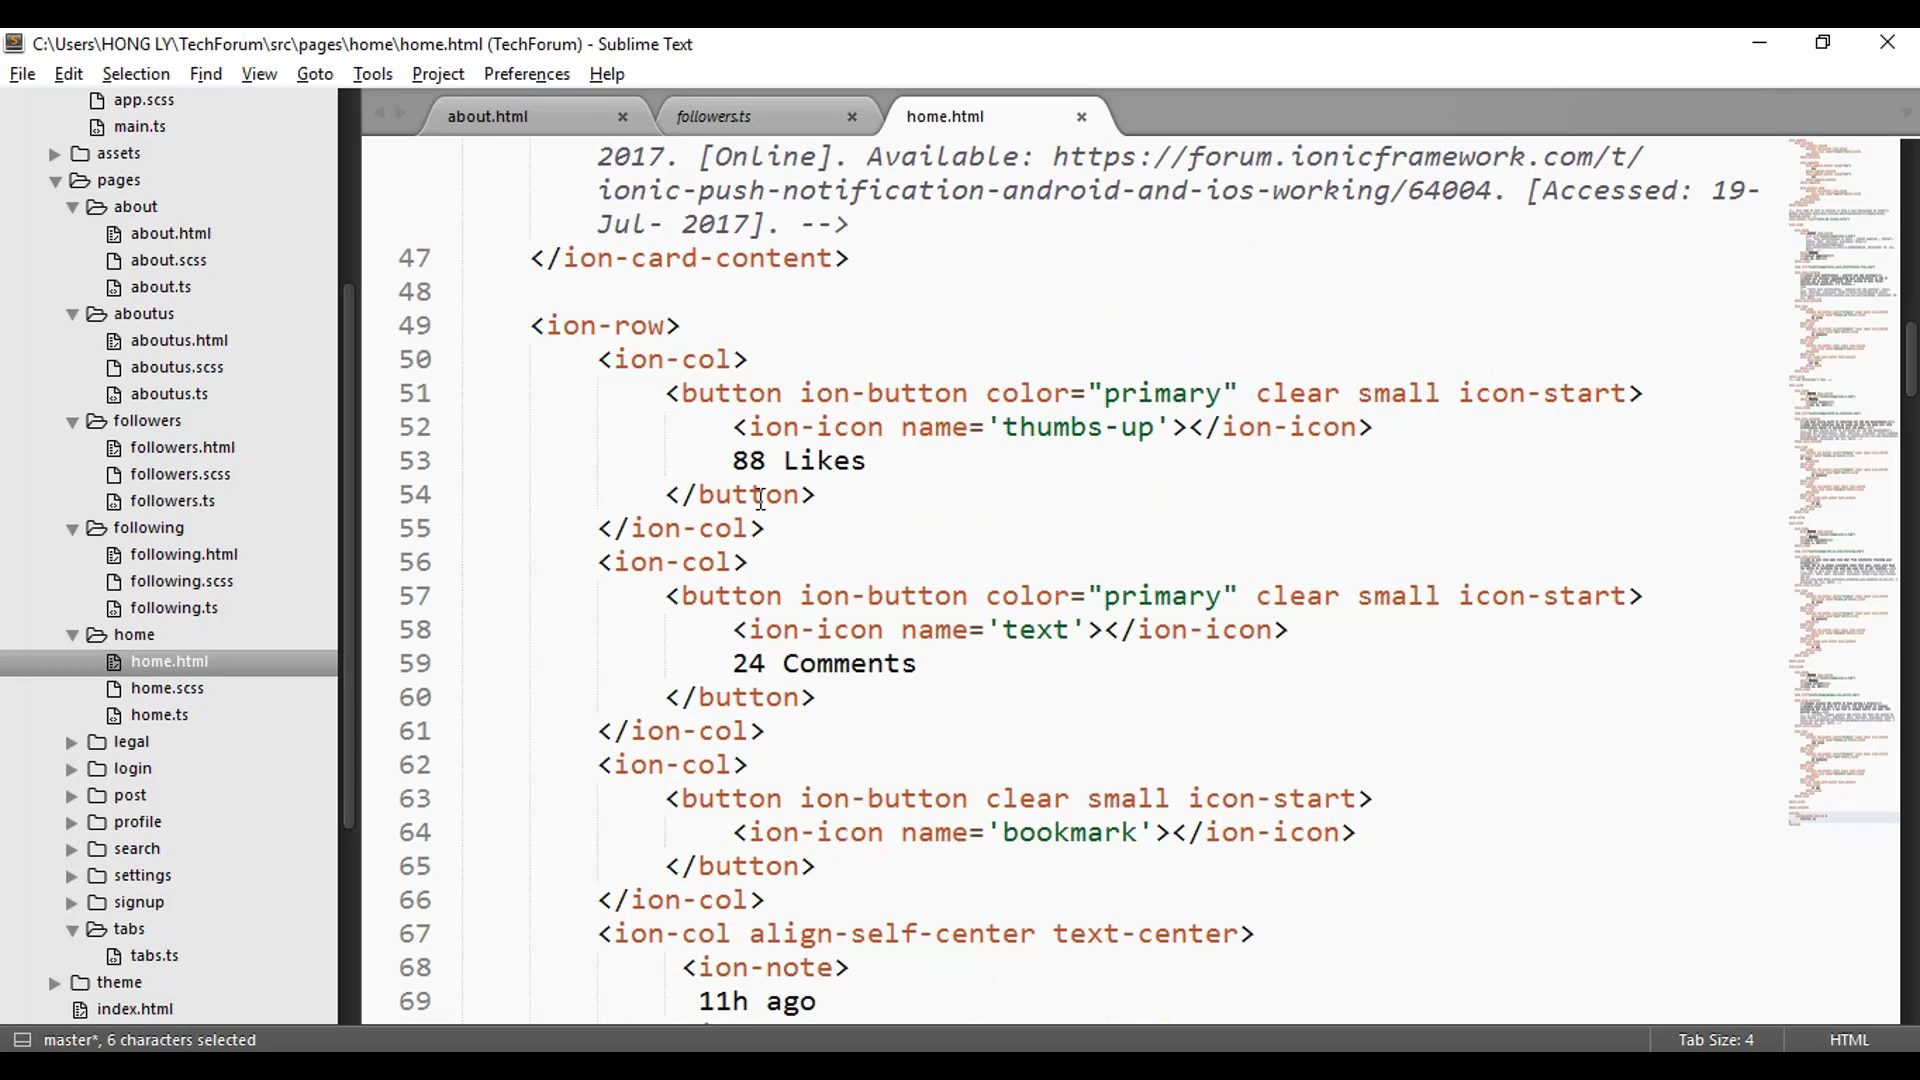 C:\Users\HONG LY\TechForum\src\pages\home\home.html (TechForum) - Sublime Text
File Edit Selection Find View Goto Tools Project Preferences Help
app.scss
main.ts
assets
pages
about
about.html
about.scss
about.ts
aboutus
aboutus.html
aboutus.scss
aboutus.ts
followers
followers.html
followers.scss
followers.ts
following
following.html
following.scss
following.ts
home
home.html
home.scss
home.ts
legal
login
post
profile
search
settings
signup
tabs
tabs.ts
theme
index.html
about.html × followers.ts × home.html ×
2017. [Online]. Available: https://forum.ionicframework.com/t/
ionic-push-notification-android-and-ios-working/64004. [Accessed: 19-
Jul- 2017]. -->
47 </ion-card-content>
48
49 <ion-row>
50 <ion-col>
51 <button ion-button color="primary" clear small icon-start>
52 <ion-icon name='thumbs-up'></ion-icon>
53 88 Likes
54 </button>
55 </ion-col>
56 <ion-col>
57 <button ion-button color="primary" clear small icon-start>
58 <ion-icon name='text'></ion-icon>
59 24 Comments
60 </button>
61 </ion-col>
62 <ion-col>
63 <button ion-button clear small icon-start>
64 <ion-icon name='bookmark'></ion-icon>
65 </button>
66 </ion-col>
67 <ion-col align-self-center text-center>
68 <ion-note>
69 11h ago
master*, 6 characters selected
Tab Size: 4 HTML